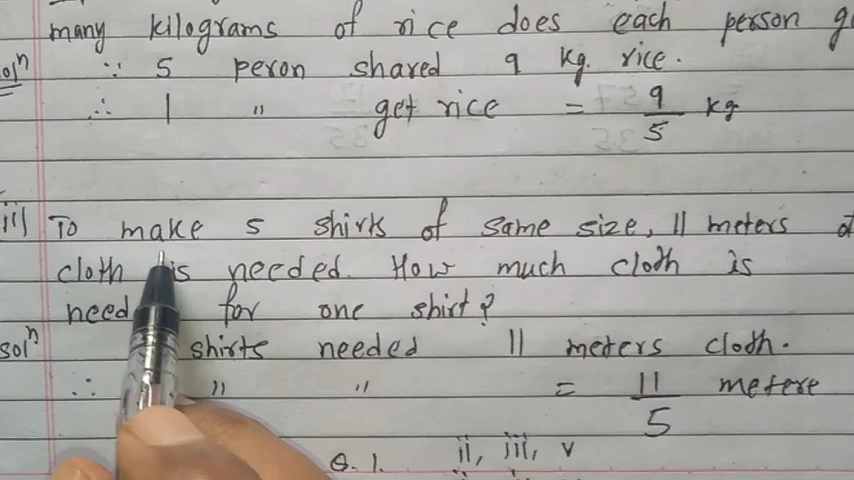 many kilograms of rice does each person g
soln ∵ 5 peron shared 9 kg. rice.
∴ 1 " get rice = 9/5 kg
iii) To make 5 shirts of same size, 11 meters of
cloth is needed. How much cloth is
need for one shirt?
soln shirts needed 11 meters cloth.
∴ " " = 11/5 metere
Q. 1. ii, iii, v